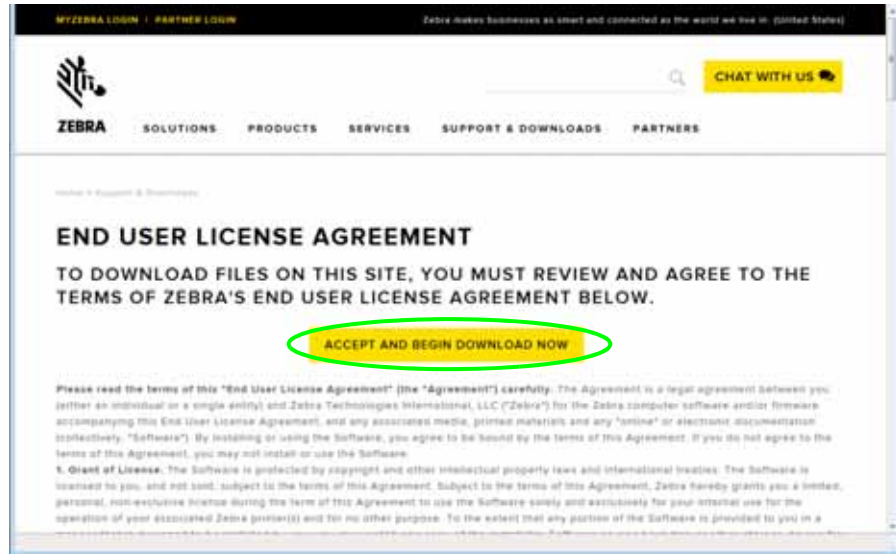 MYZEBRA LOGIN / PARTNER LOGIN
Zebra makes businesses as smart and connected as the world we live in. (United States)
CHAT WITH US
ZEBRA SOLUTIONS PRODUCTS SERVICES SUPPORT & DOWNLOADS PARTNERS
Home > Support & Downloads
END USER LICENSE AGREEMENT
TO DOWNLOAD FILES ON THIS SITE, YOU MUST REVIEW AND AGREE TO THE
TERMS OF ZEBRA'S END USER LICENSE AGREEMENT BELOW.
ACCEPT AND BEGIN DOWNLOAD NOW
Please read the terms of this "End User License Agreement" (the "Agreement") carefully. The Agreement is a legal agreement between you
(either an individual or a single entity) and Zebra Technologies International, LLC ("Zebra") for the Zebra computer software and/or firmware
accompanying this End User License Agreement, and any associated media, printed materials and any "online" or electronic documentation
(collectively, "Software"). By installing or using the Software, you agree to be bound by the terms of this Agreement. If you do not agree to the
terms of this Agreement, you may not install or use the Software.
1. Grant of License. The Software is protected by copyright and other intellectual property laws and international treaties. The Software is
licensed to you, and not sold, subject to the terms of this Agreement. Subject to the terms of this Agreement, Zebra hereby grants you a limited,
personal, non-exclusive license during the term of this Agreement to use the Software solely and exclusively for your internal use for the
operation of your associated Zebra printer(s) and for no other purpose. To the extent that any portion of the Software is provided to you in a